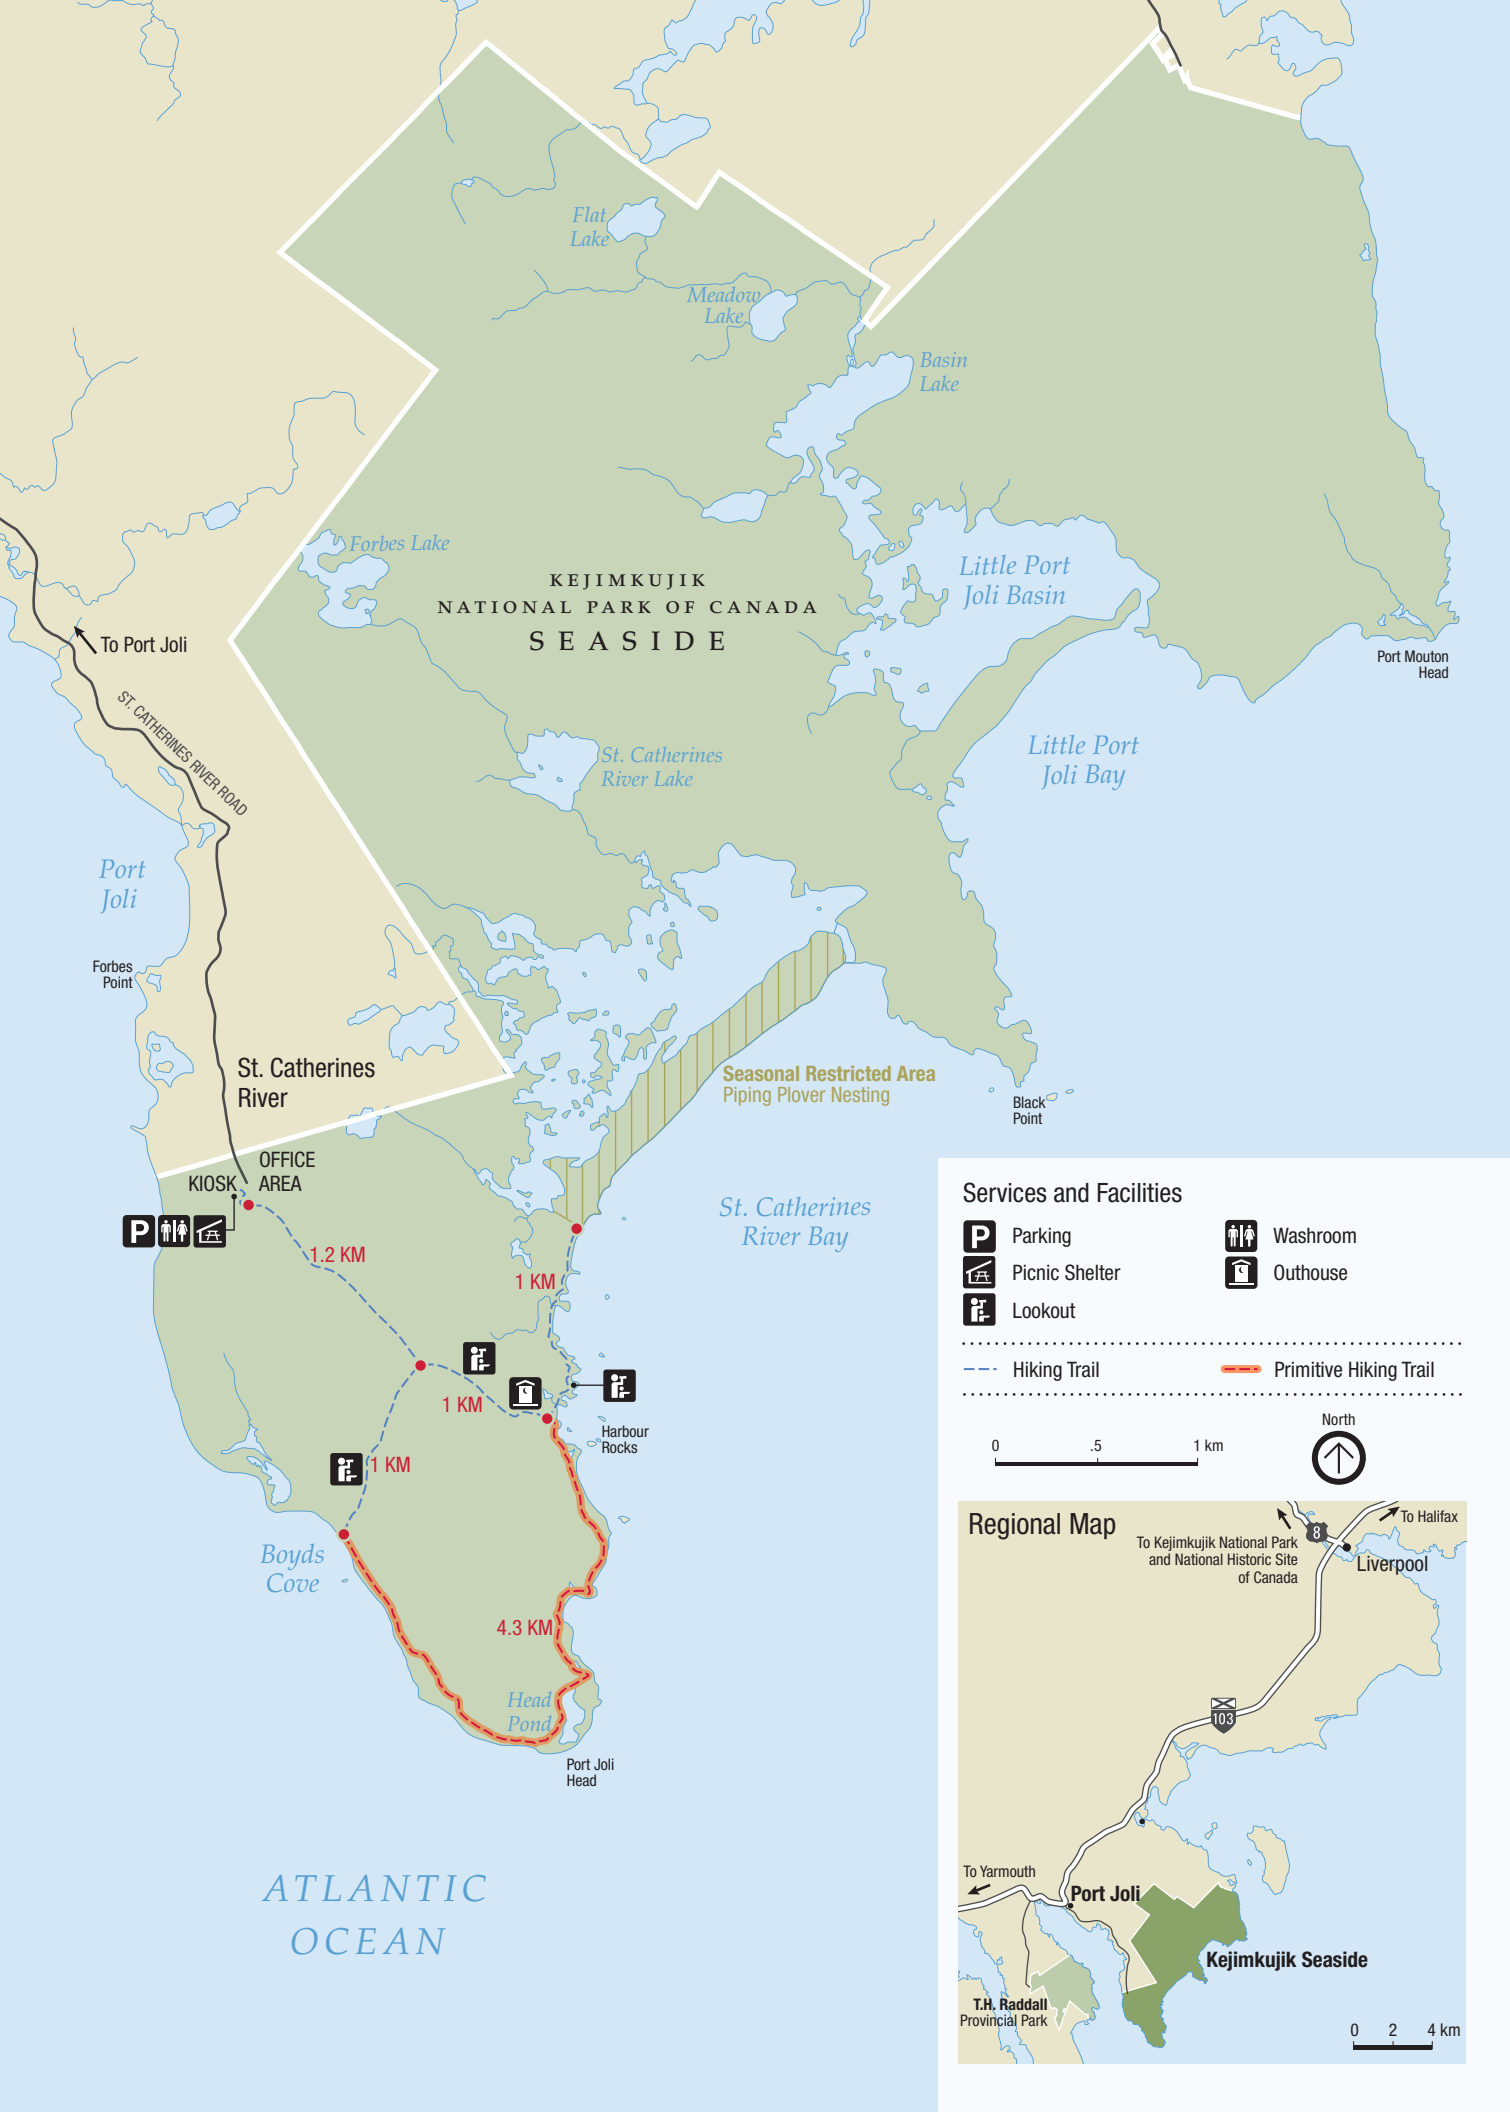 Flat
Lake
Meadow
Lake
Basin
Lake
Forbes Lake
KEJIMKUJIK
NATIONAL PARK OF CANADA
SEASIDE
Little Port
Joli Basin
To Port Joli
Port Mouton
Head
ST. CATHERINES RIVER ROAD
St. Catherines
River Lake
Little Port
Joli Bay
Port
Joli
Forbes
Point
St. Catherines
River
Seasonal Restricted Area
Piping Plover Nesting
Black
Point
OFFICE
AREA
KIOSK
P
St. Catherines
River Bay
1.2 KM
1 KM
1 KM
Harbour
Rocks
1 KM
Boyds
Cove
4.3 KM
Head
Pond
Port Joli
Head
ATLANTIC
OCEAN
Services and Facilities
P
Parking
Washroom
Picnic Shelter
Outhouse
Lookout
Hiking Trail
Primitive Hiking Trail
North
0 .5 1 km
Regional Map
To Halifax
8
To Kejimkujik National Park
and National Historic Site
of Canada
Liverpool
103
To Yarmouth
Port Joli
Kejimkujik Seaside
T.H. Raddall
Provincial Park
0 2 4 km